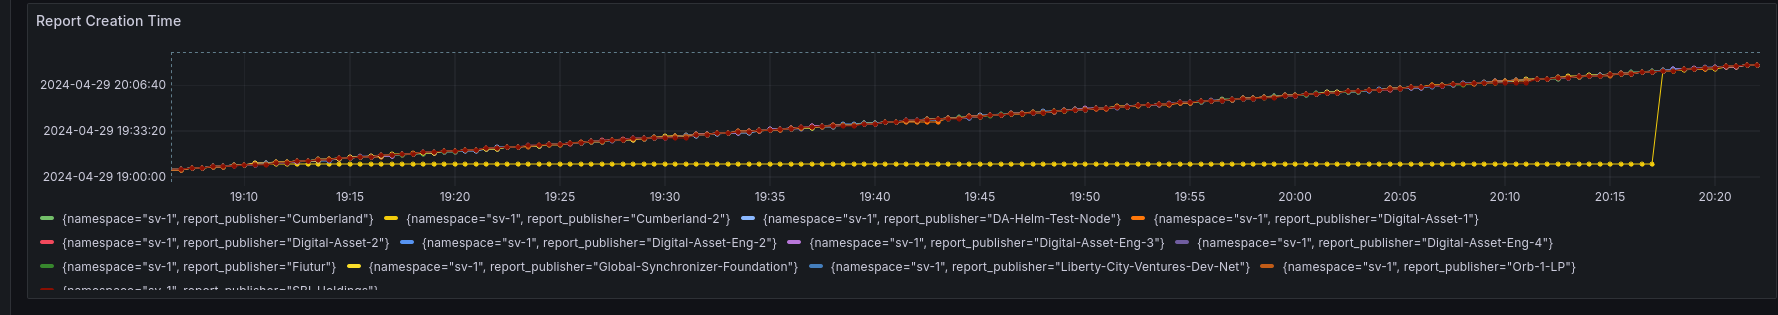 Report Creation Time
2024-04-29 20:06:40
2024-04-29 19:33:20
2024-04-29 19:00:00
19:10 19:15 19:20 19:25 19:30 19:35 19:40 19:45 19:50 19:55 20:00 20:05 20:10 20:15 20:20
{namespace="sv-1", report_publisher="Cumberland"} {namespace="sv-1", report_publisher="Cumberland-2"} {namespace="sv-1", report_publisher="DA-Helm-Test-Node"} {namespace="sv-1", report_publisher="Digital-Asset-1"}
{namespace="sv-1", report_publisher="Digital-Asset-2"} {namespace="sv-1", report_publisher="Digital-Asset-Eng-2"} {namespace="sv-1", report_publisher="Digital-Asset-Eng-3"} {namespace="sv-1", report_publisher="Digital-Asset-Eng-4"}
{namespace="sv-1", report_publisher="Fiutur"} {namespace="sv-1", report_publisher="Global-Synchronizer-Foundation"} {namespace="sv-1", report_publisher="Liberty-City-Ventures-Dev-Net"} {namespace="sv-1", report_publisher="Orb-1-LP"}
{namespace="sv-1", report_publisher="SBI-Holdings"}